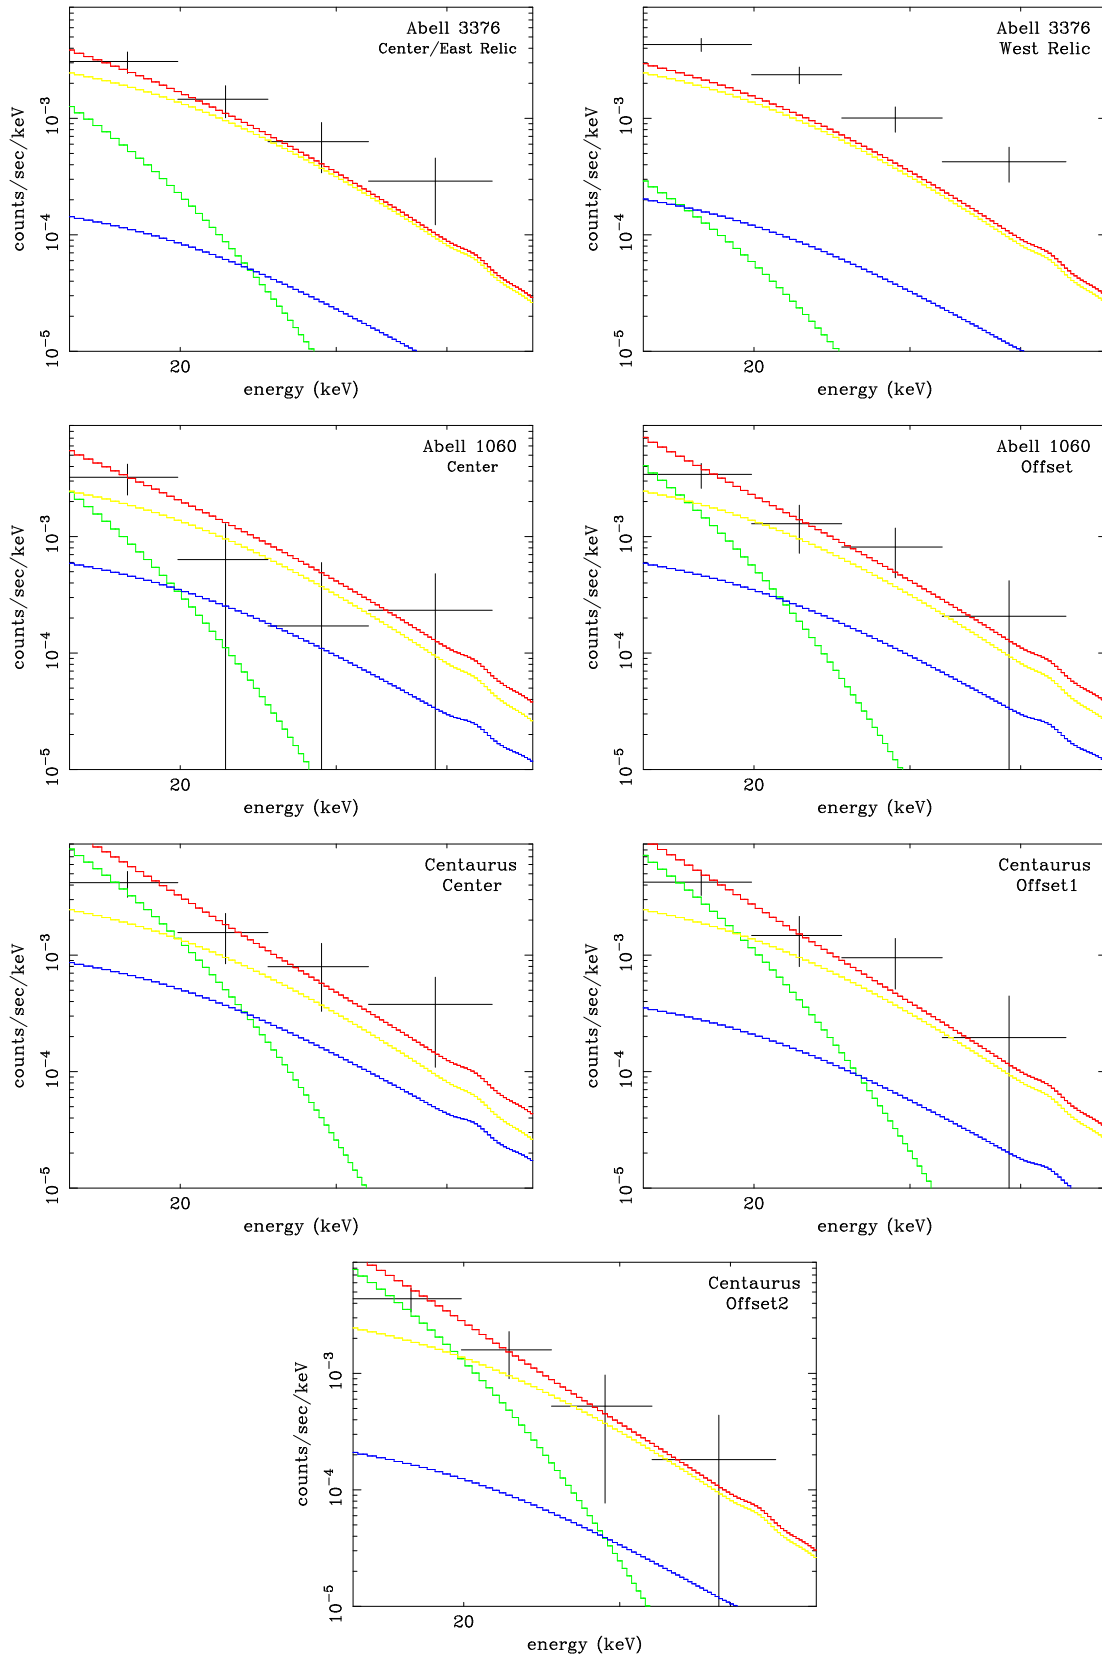 Abell 3376
Center/East Relic
counts/sec/keV
10⁻³
10⁻⁴
10⁻⁵
20
energy (keV)
Abell 3376
West Relic
counts/sec/keV
10⁻³
10⁻⁴
10⁻⁵
20
energy (keV)
Abell 1060
Center
counts/sec/keV
10⁻³
10⁻⁴
10⁻⁵
20
energy (keV)
Abell 1060
Offset
counts/sec/keV
10⁻³
10⁻⁴
10⁻⁵
20
energy (keV)
Centaurus
Center
counts/sec/keV
10⁻³
10⁻⁴
10⁻⁵
20
energy (keV)
Centaurus
Offset1
counts/sec/keV
10⁻³
10⁻⁴
10⁻⁵
20
energy (keV)
Centaurus
Offset2
counts/sec/keV
10⁻³
10⁻⁴
10⁻⁵
20
energy (keV)